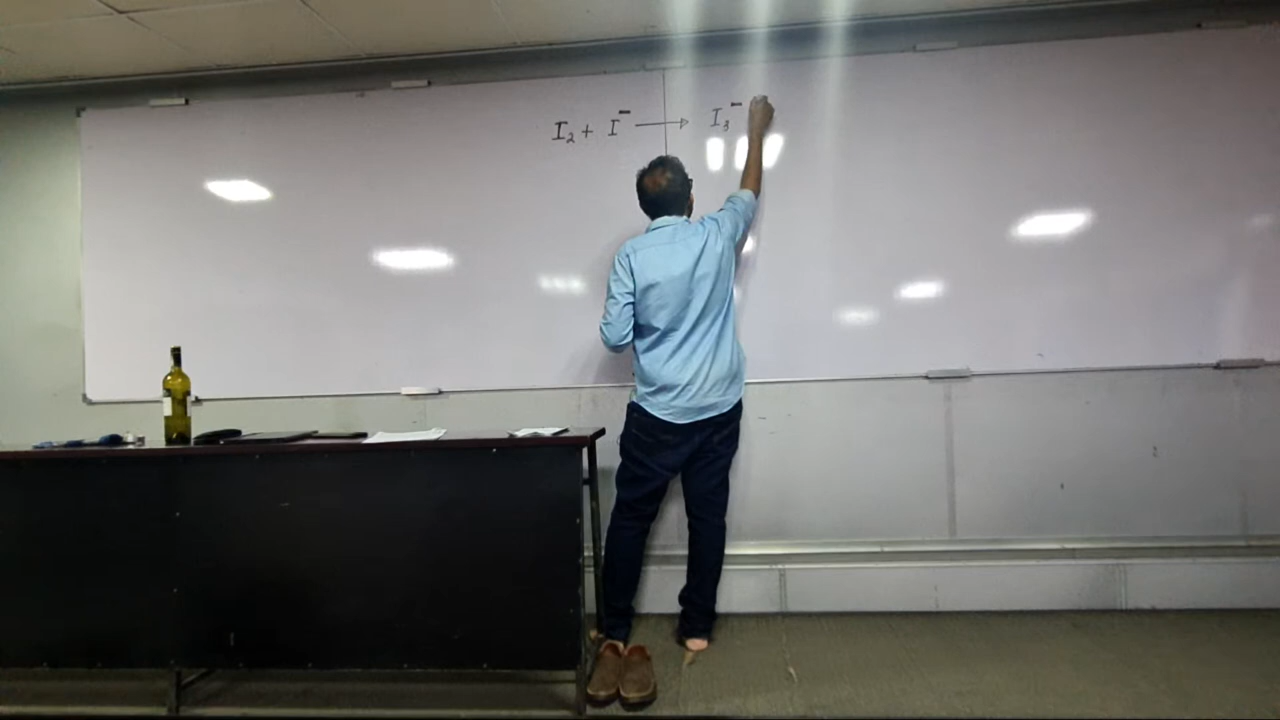 I₂ + I⁻ → I₃⁻